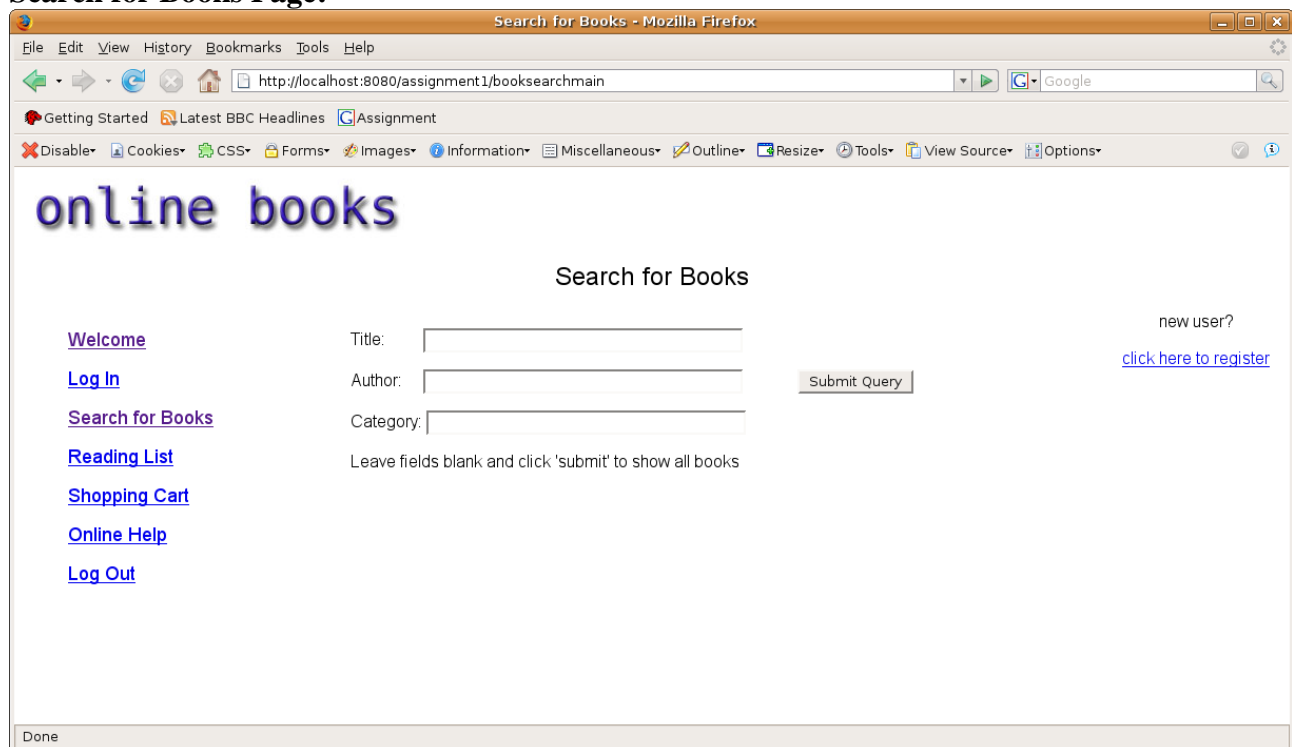 Search for Books Page:
Search for Books - Mozilla Firefox
File Edit View History Bookmarks Tools Help
http://localhost:8080/assignment1/booksearchmain
G Google
Getting Started Latest BBC Headlines G Assignment
Disable Cookies CSS Forms Images Information Miscellaneous Outline Resize Tools View Source Options
online books
Search for Books
new user?
click here to register
Welcome
Log In
Search for Books
Reading List
Shopping Cart
Online Help
Log Out
Title:
Author:
Submit Query
Category:
Leave fields blank and click 'submit' to show all books
Done